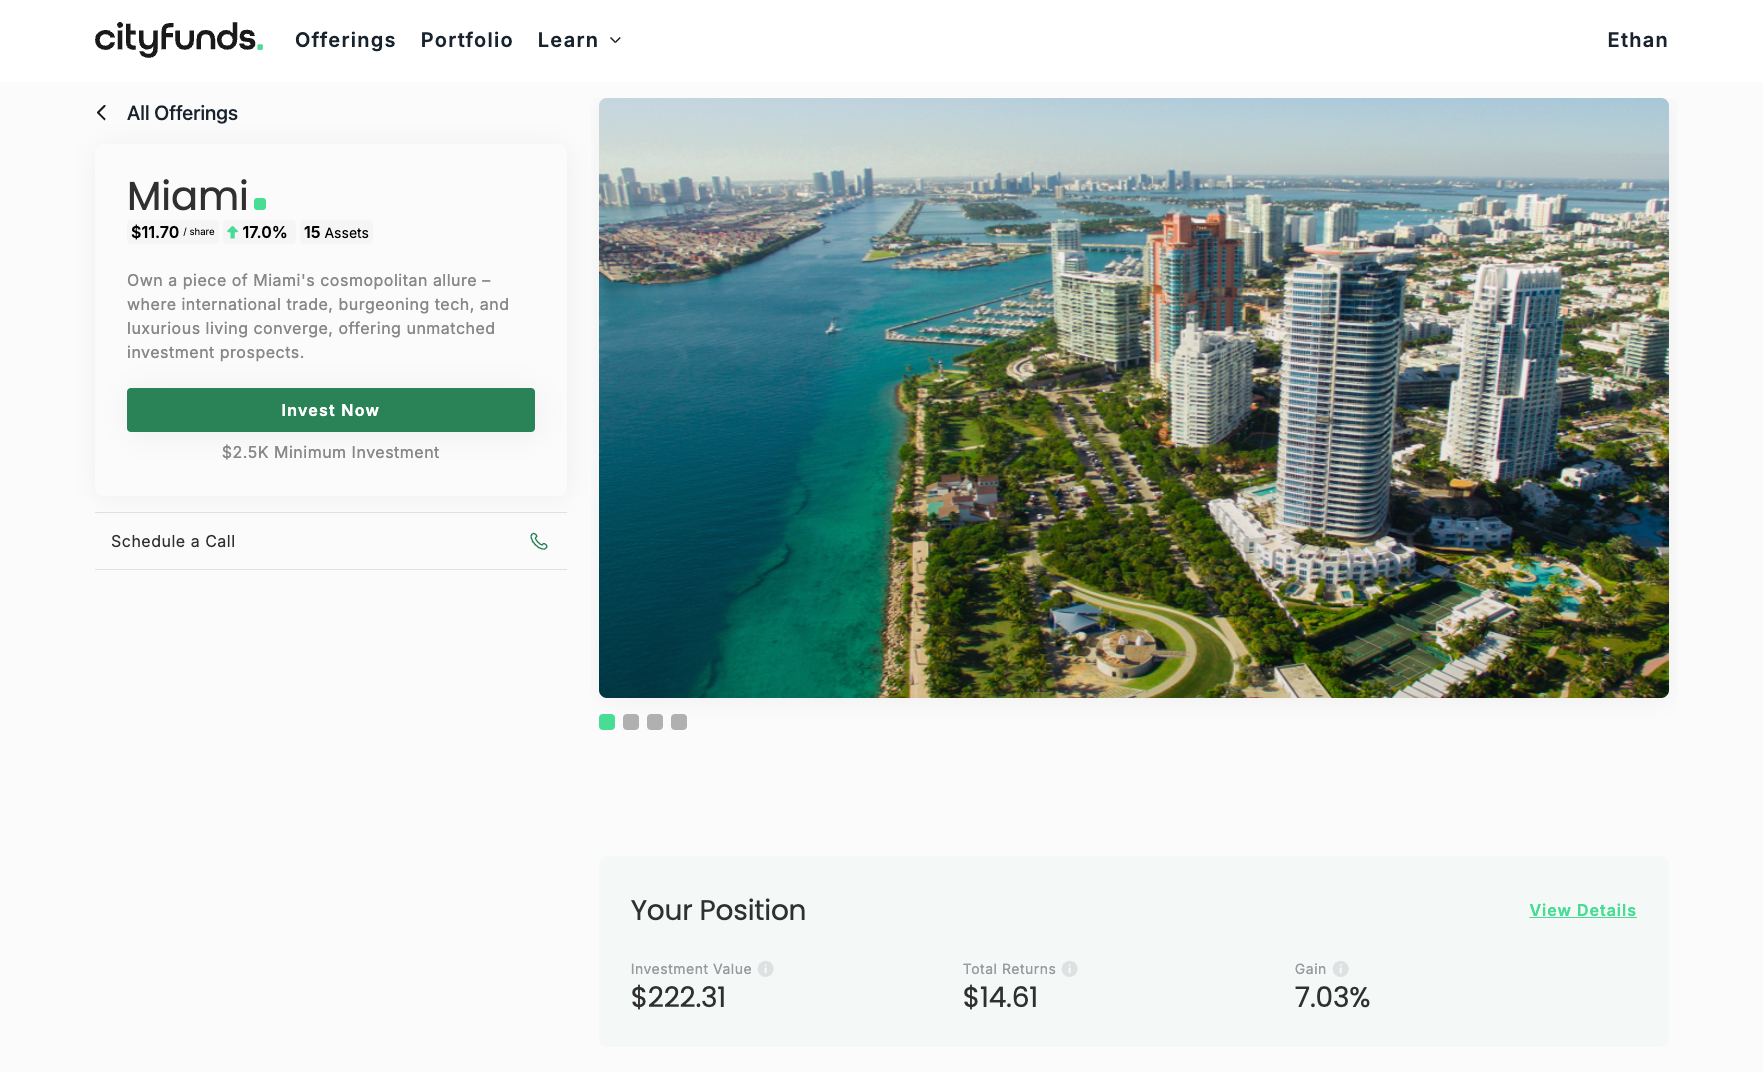 cityfunds.
Offerings
Portfolio
Learn
Ethan
All Offerings
Miami
$11.70 / share
17.0%
15 Assets
Own a piece of Miami's cosmopolitan allure –
where international trade, burgeoning tech, and
luxurious living converge, offering unmatched
investment prospects.
Invest Now
$2.5K Minimum Investment
Schedule a Call
Your Position
View Details
Investment Value
$222.31
Total Returns
$14.61
Gain
7.03%